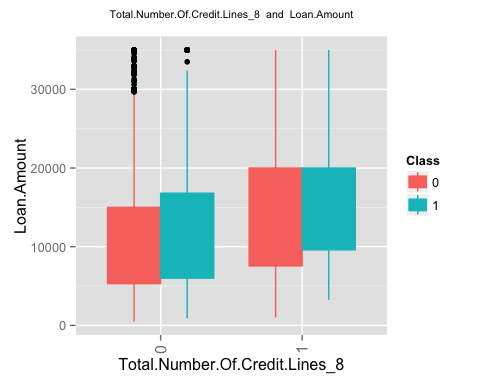 Total.Number.Of.Credit.Lines_8 and Loan.Amount
Loan.Amount
30000
20000
10000
0
0
1
Total.Number.Of.Credit.Lines_8
Class
0
1